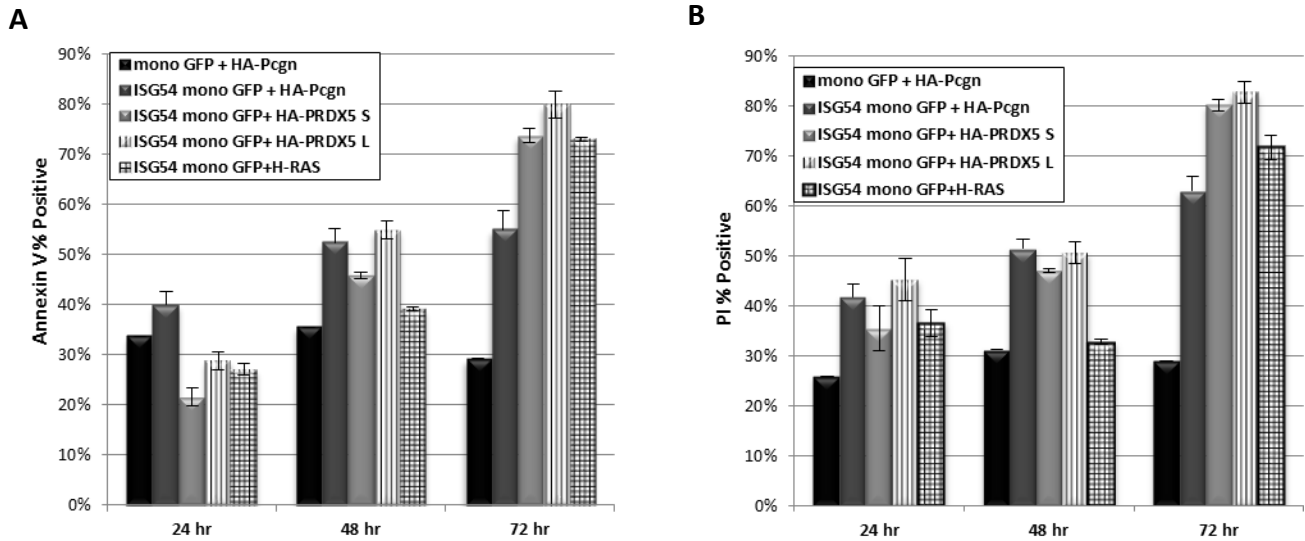 A
Annexin V% Positive
90%
80%
70%
60%
50%
40%
30%
20%
10%
0%
mono GFP + HA-Pcgn
ISG54 mono GFP + HA-Pcgn
ISG54 mono GFP+ HA-PRDX5 S
ISG54 mono GFP+ HA-PRDX5 L
ISG54 mono GFP+H-RAS
24 hr
48 hr
72 hr
B
PI % Positive
90%
80%
70%
60%
50%
40%
30%
20%
10%
0%
mono GFP + HA-Pcgn
ISG54 mono GFP + HA-Pcgn
ISG54 mono GFP+ HA-PRDX5 S
ISG54 mono GFP+ HA-PRDX5 L
ISG54 mono GFP+H-RAS
24 hr
48 hr
72 hr